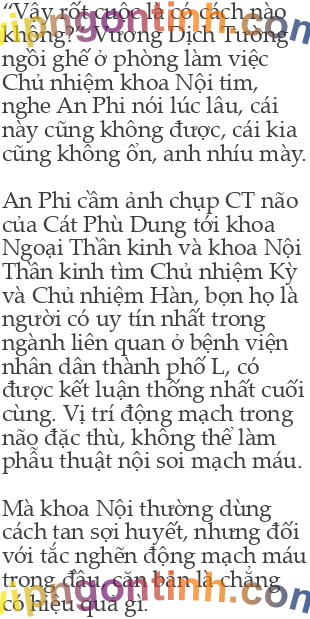 “Vậy rốt cuộc là có cách nào
không?” Vương Dịch Tường
ngồi ghế ở phòng làm việc
Chủ nhiệm khoa Nội tim,
nghe An Phi nói lúc lâu, cái
này cũng không được, cái kia
cũng không ổn, anh nhíu mày.
An Phi cầm ảnh chụp CT não
của Cát Phù Dung tới khoa
Ngoại Thần kinh và khoa Nội
Thần kinh tìm Chủ nhiệm Kỳ
và Chủ nhiệm Hàn, bọn họ là
người có uy tín nhất trong
ngành liên quan ở bệnh viện
nhân dân thành phố L, có
được kết luận thống nhất cuối
cùng. Vị trí động mạch trong
não đặc thù, không thể làm
phẫu thuật nội soi mạch máu.
Mà khoa Nội thường dùng
cách tan sợi huyết, nhưng đối
với tắc nghẽn động mạch máu
trong đầu, căn bản là chẳng
có hiệu quả gì.
vipngontinh.com
vipngontinh.com